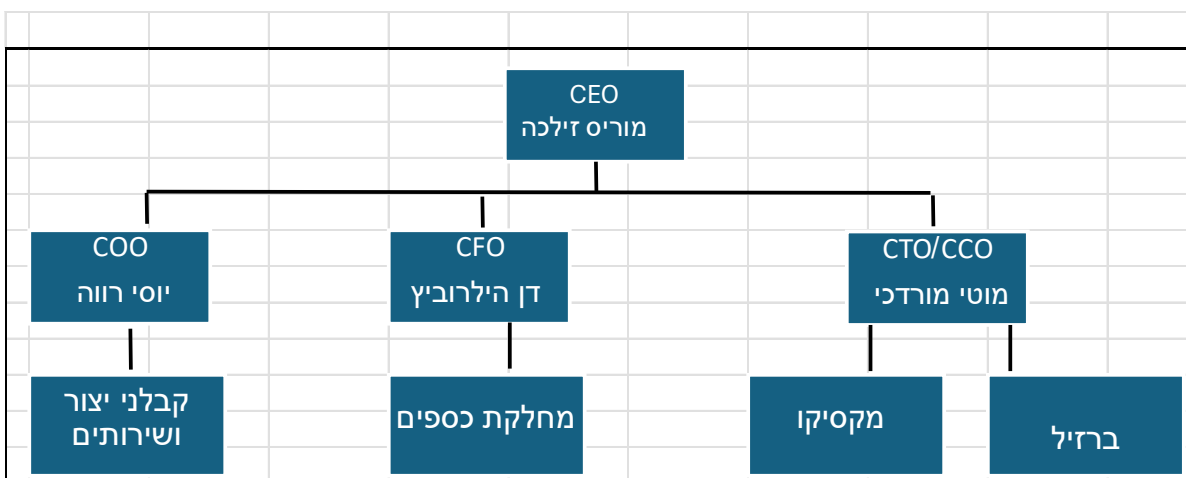 CEO
מוריס זילכה
COO
יוסי רווה
CFO
דן הילרוביץ
CTO/CCO
מוטי מורדכי
קבלני יצור
ושירותים
מחלקת כספים
מקסיקו
ברזיל